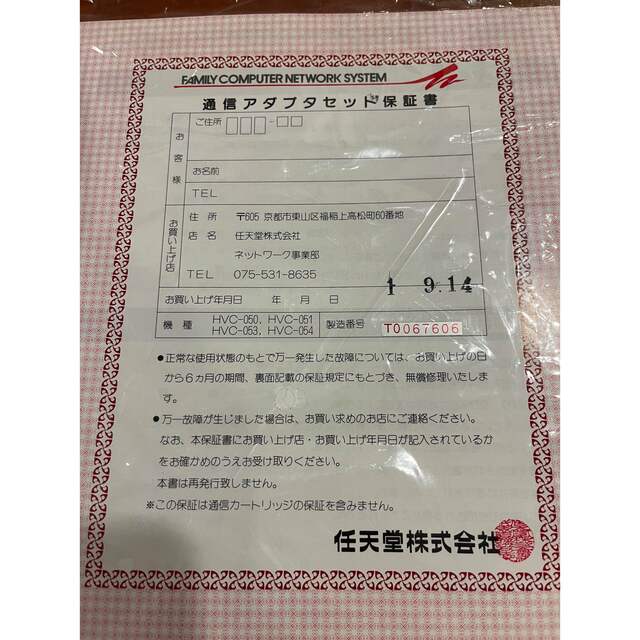 FAMILY COMPUTER NETWORK SYSTEM
通信アダプタセット保証書
お客様
ご住所 □□□-□□
お名前
TEL
お買い上げ店
住所 〒605 京都市東山区福稲上高松町60番地
店名 任天堂株式会社
ネットワーク事業部
TEL 075-531-8635
お買い上げ年月日 年 月 日
1 9.14
機種 HVC-050、HVC-051
HVC-053、HVC-054
製造番号 T0067606
●正常な使用状態のもとで万一発生した故障については、お買い上げの日
から6ヵ月の期間、裏面記載の保証規定にもとづき、無償修理いたしま
す。
●万一故障が生じました場合は、お買い求めのお店にご連絡ください。
なお、本保証書にお買い上げ店・お買い上げ年月日が記入されているか
をお確かめのうえお受け取りください。
本書は再発行致しません。
※この保証は通信カートリッジの保証を含みません。
任天堂株式会社